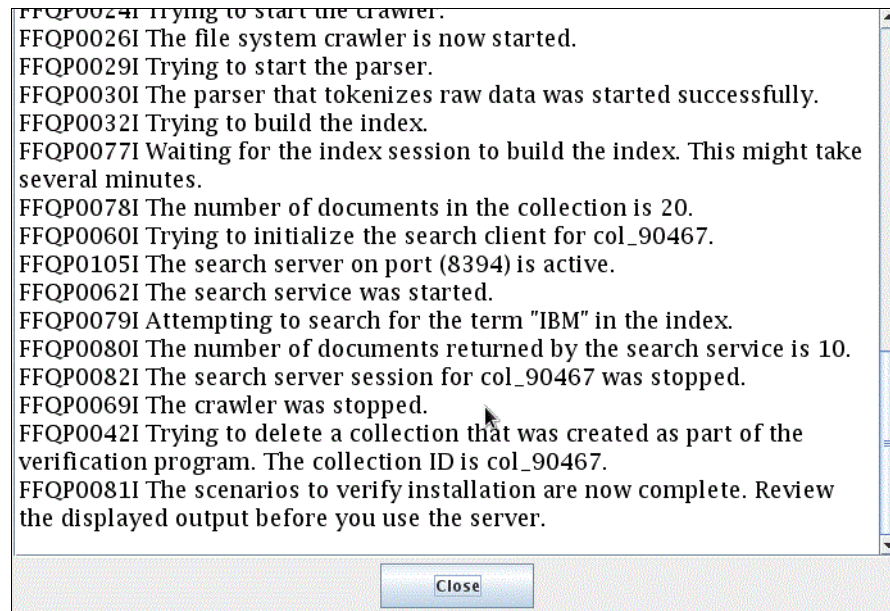 FFQP0024I Trying to start the crawler.
FFQP0026I The file system crawler is now started.
FFQP0029I Trying to start the parser.
FFQP0030I The parser that tokenizes raw data was started successfully.
FFQP0032I Trying to build the index.
FFQP0077I Waiting for the index session to build the index. This might take
several minutes.
FFQP0078I The number of documents in the collection is 20.
FFQP0060I Trying to initialize the search client for col_90467.
FFQP0105I The search server on port (8394) is active.
FFQP0062I The search service was started.
FFQP0079I Attempting to search for the term "IBM" in the index.
FFQP0080I The number of documents returned by the search service is 10.
FFQP0082I The search server session for col_90467 was stopped.
FFQP0069I The crawler was stopped.
FFQP0042I Trying to delete a collection that was created as part of the
verification program. The collection ID is col_90467.
FFQP0081I The scenarios to verify installation are now complete. Review
the displayed output before you use the server.
Close